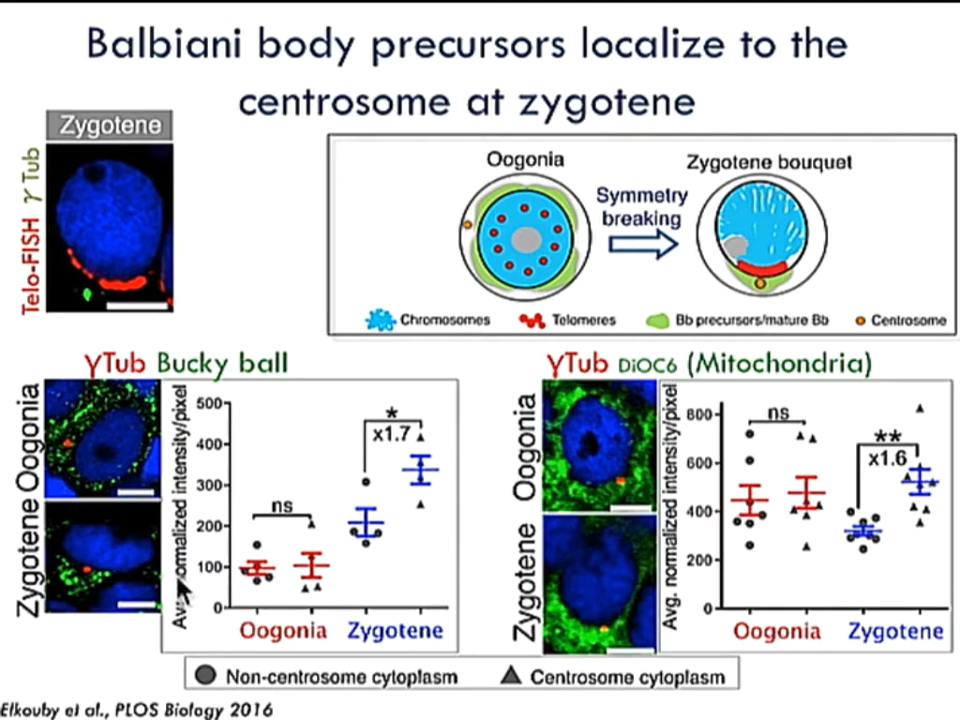 Balbiani body precursors localize to the
centrosome at zygotene
Zygotene
Telo-FISH γ Tub
Oogonia
Zygotene bouquet
Symmetry
breaking
Chromosomes
Telomeres
Bb precursors/mature Bb
Centrosome
γTub Bucky ball
Oogonia
Zygotene
normalized intensity/pixel
500
400
300
200
100
0
ns
*
x1.7
Oogonia
Zygotene
γTub DiOC6 (Mitochondria)
Oogonia
Zygotene
Avg. normalized intensity/pixel
800
600
400
200
0
ns
**
x1.6
Oogonia
Zygotene
Non-centrosome cytoplasm
Centrosome cytoplasm
Elkouby et al., PLOS Biology 2016